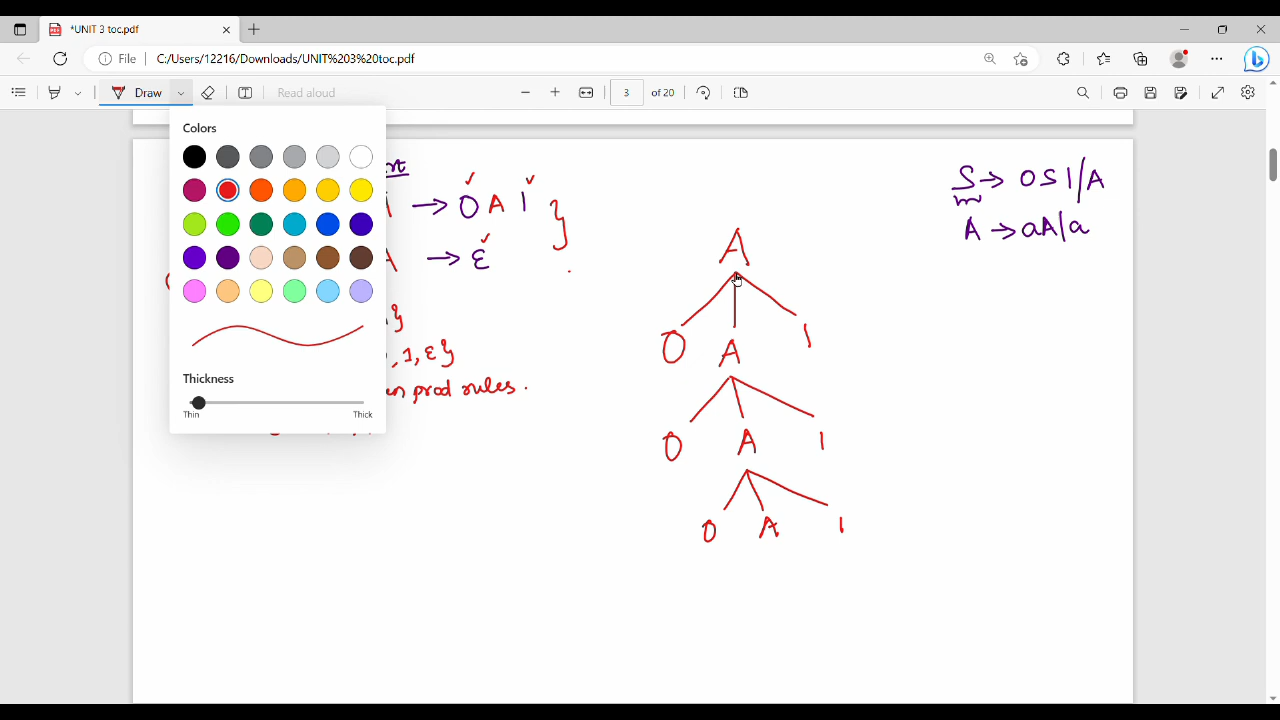 *UNIT 3 toc.pdf
File C:/Users/12216/Downloads/UNIT%203%20toc.pdf
Draw Read aloud 3 of 20
Colors
Thickness
Thin Thick
→ 0 A 1 }
A → ε
}
, 1, ε }
prod rules .
A
0 A 1
0 A 1
0 A 1
S → 0S1/A
A → aA/a